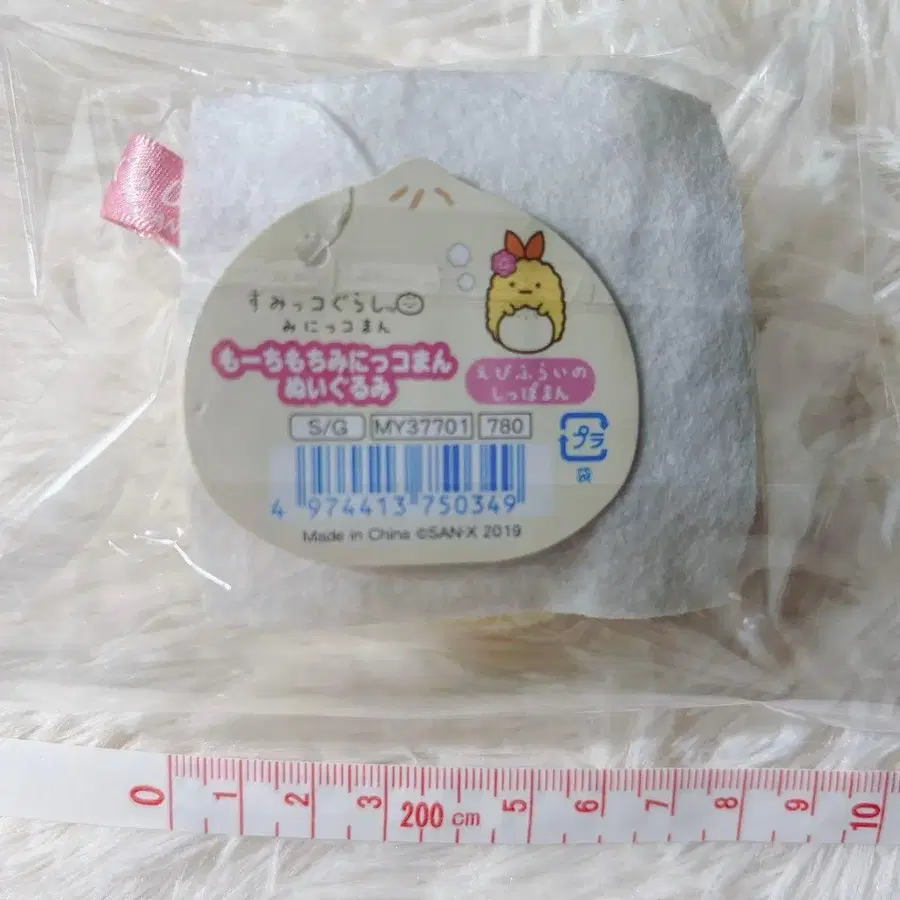 すみっコぐらし
みにっコまん
もーちもちみにっコまん
ぬいぐるみ
えびふらいの
しっぽまん
S/G MY37701 780
プラ
袋
4 974413 750349
Made in China ©SAN-X 2019
0 1 2 3 200 cm 5 6 7 8 9 10